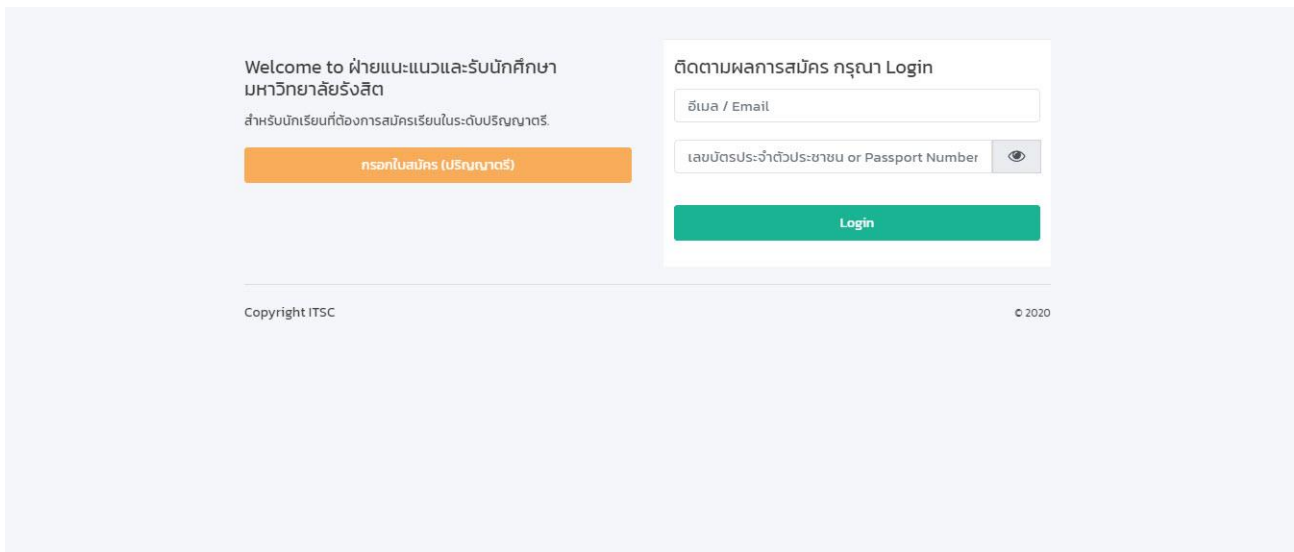 Welcome to ฝ่ายแนะแนวและรับนักศึกษา
มหาวิทยาลัยรังสิต
สำหรับนักเรียนที่ต้องการสมัครเรียนในระดับปริญญาตรี.
กรอกใบสมัคร (ปริญญาตรี)
ติดตามผลการสมัคร กรุณา Login
อีเมล / Email
เลขบัตรประจำตัวประชาชน or Passport Number
Login
Copyright ITSC
© 2020